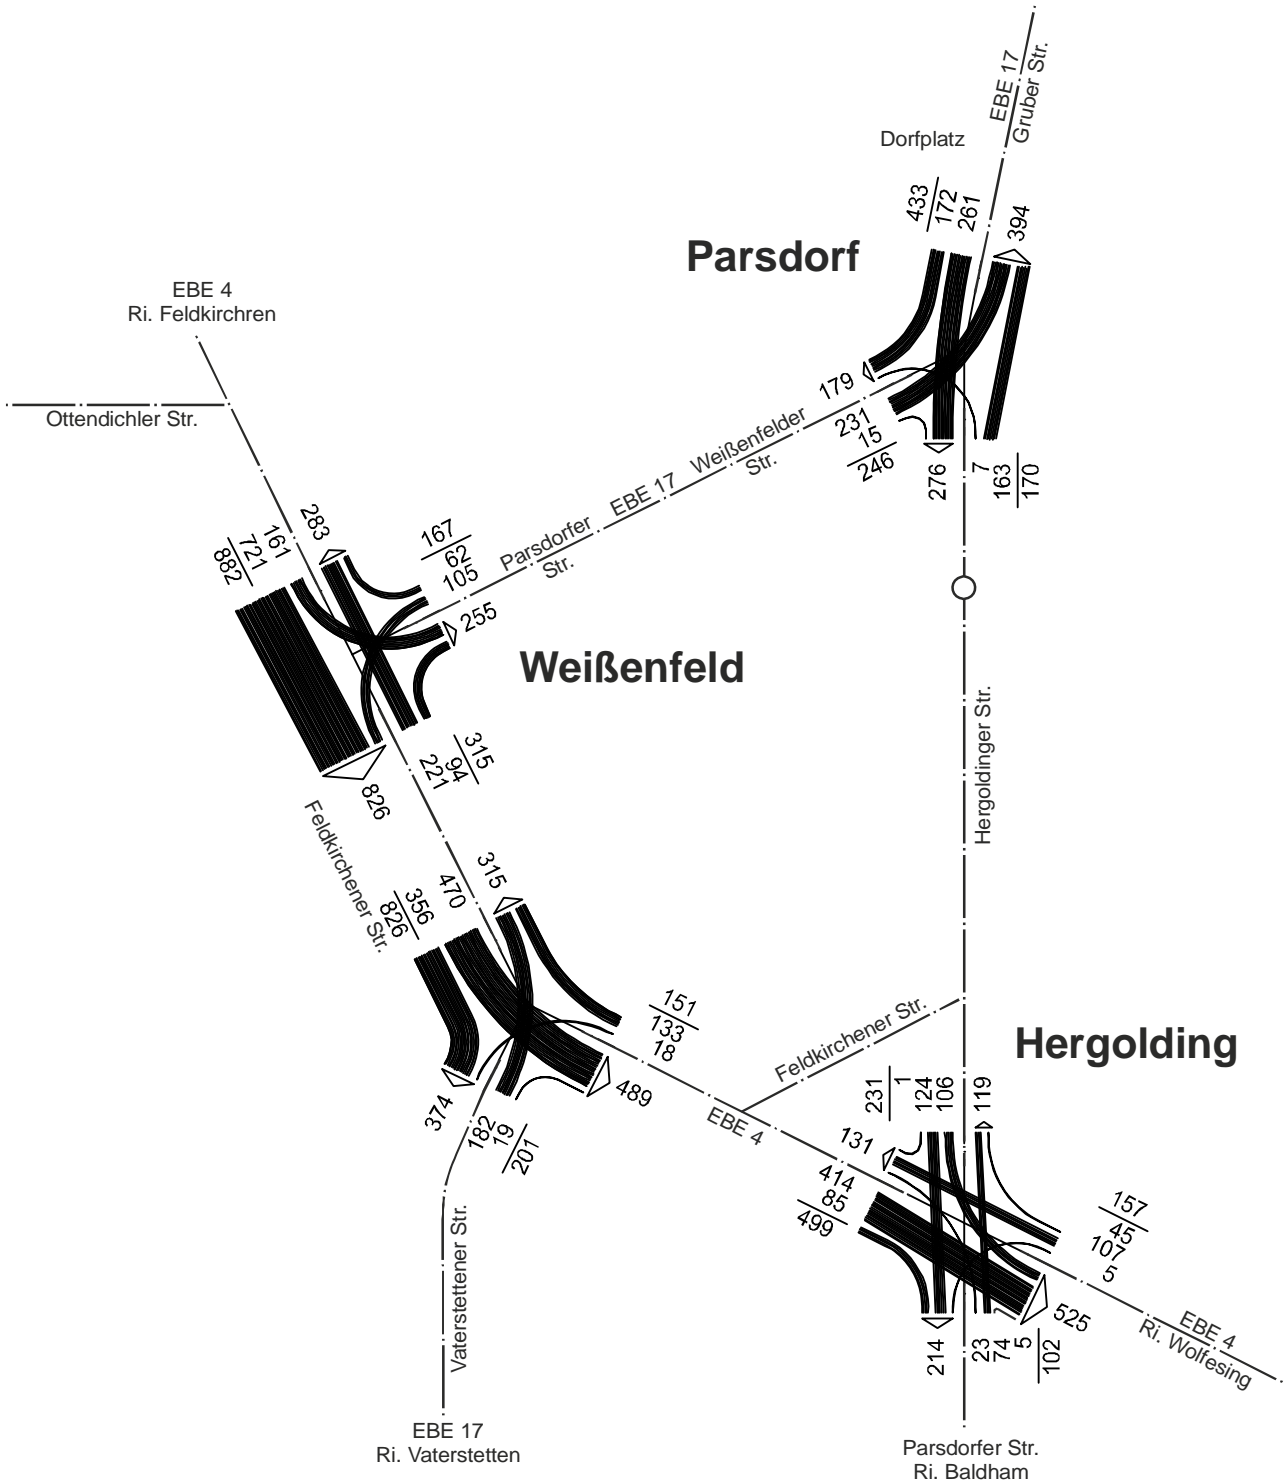 EBE 17
Gruber Str.
Dorfplatz
433
172
261
394
Parsdorf
EBE 4
Ri. Feldkirchren
Ottendichler Str.
179
231
15
246
276
7
163
170
Weißenfelder
Str.
EBE 17
Parsdorfer
Str.
882
721
161
283
167
62
105
255
Weißenfeld
826
221
94
315
Hergoldinger Str.
Feldkirchener Str.
826
356
470
315
151
133
18
489
374
182
19
201
Feldkirchener Str.
EBE 4
Hergolding
231
1
124
106
119
131
414
85
499
157
45
107
5
525
214
23
74
5
102
EBE 4
Ri. Wolfesing
Vaterstettener Str.
EBE 17
Ri. Vaterstetten
Parsdorfer Str.
Ri. Baldham